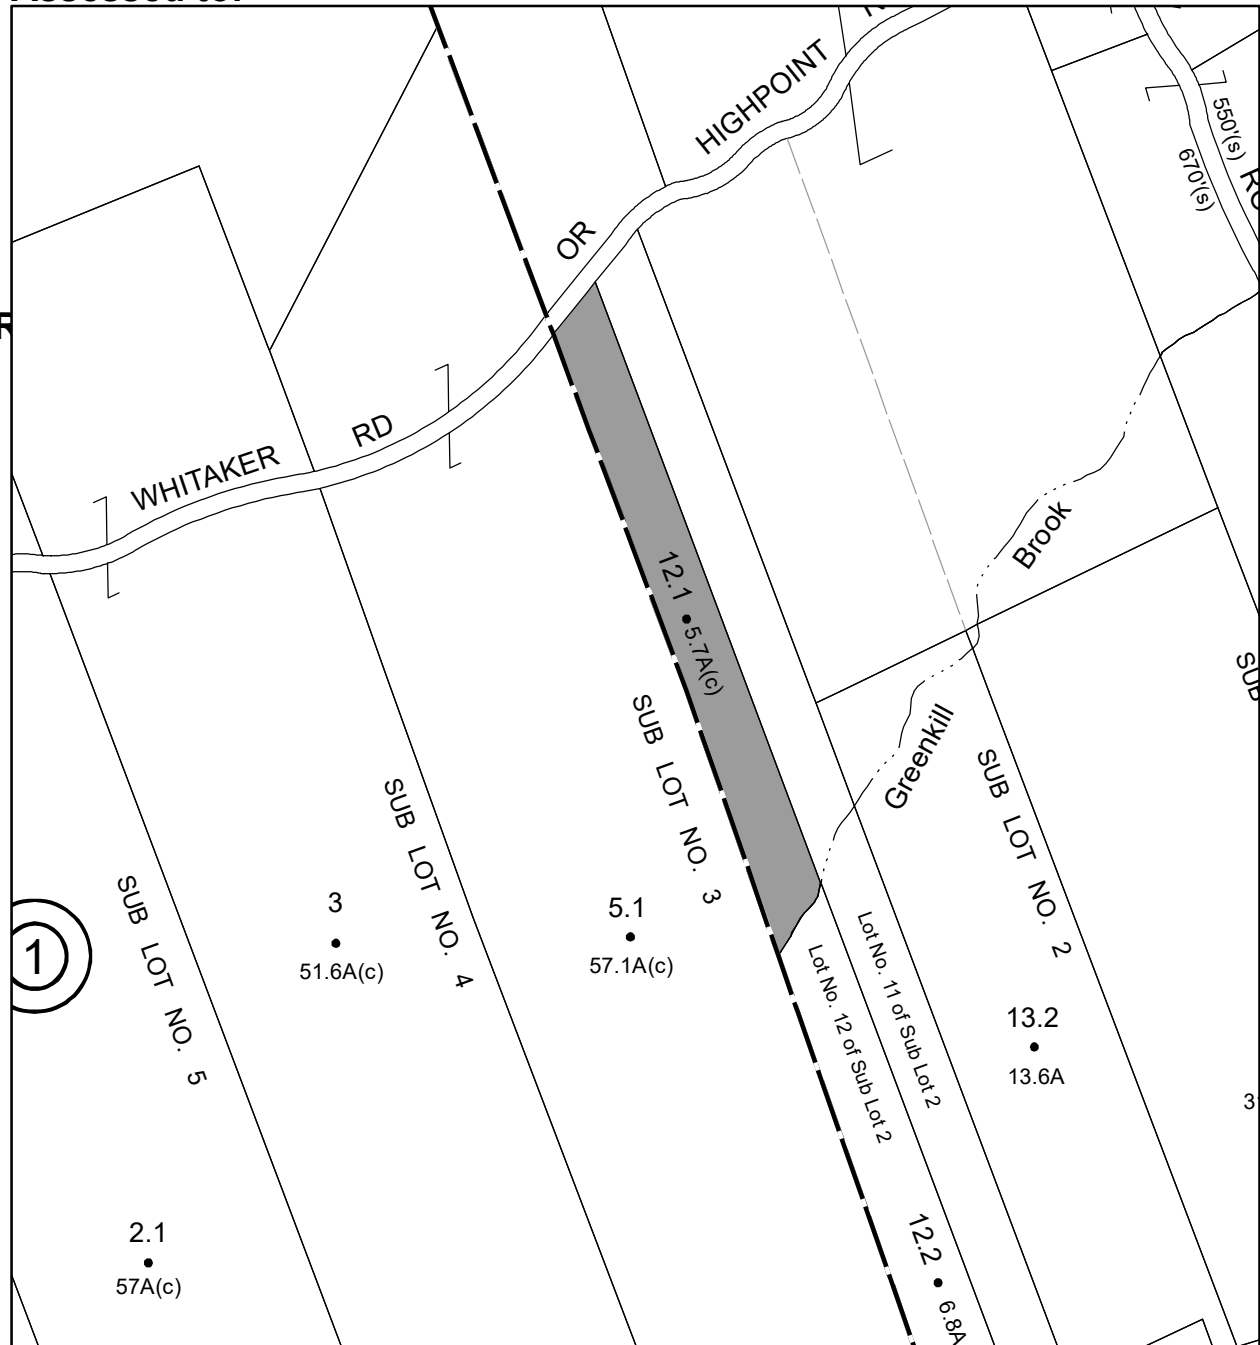 HIGHPOINT
OR
550'(s)
670'(s)
WHITAKER
RD
Brook
12.1
5.7A(c)
Greenkill
SUB LOT NO. 3
SUB LOT NO. 2
SUB LOT NO. 4
SUB LOT NO. 5
SUB
3
51.6A(c)
5.1
57.1A(c)
1
Lot No. 11 of Sub Lot 2
Lot No. 12 of Sub Lot 2
13.2
13.6A
2.1
57A(c)
12.2
6.8A